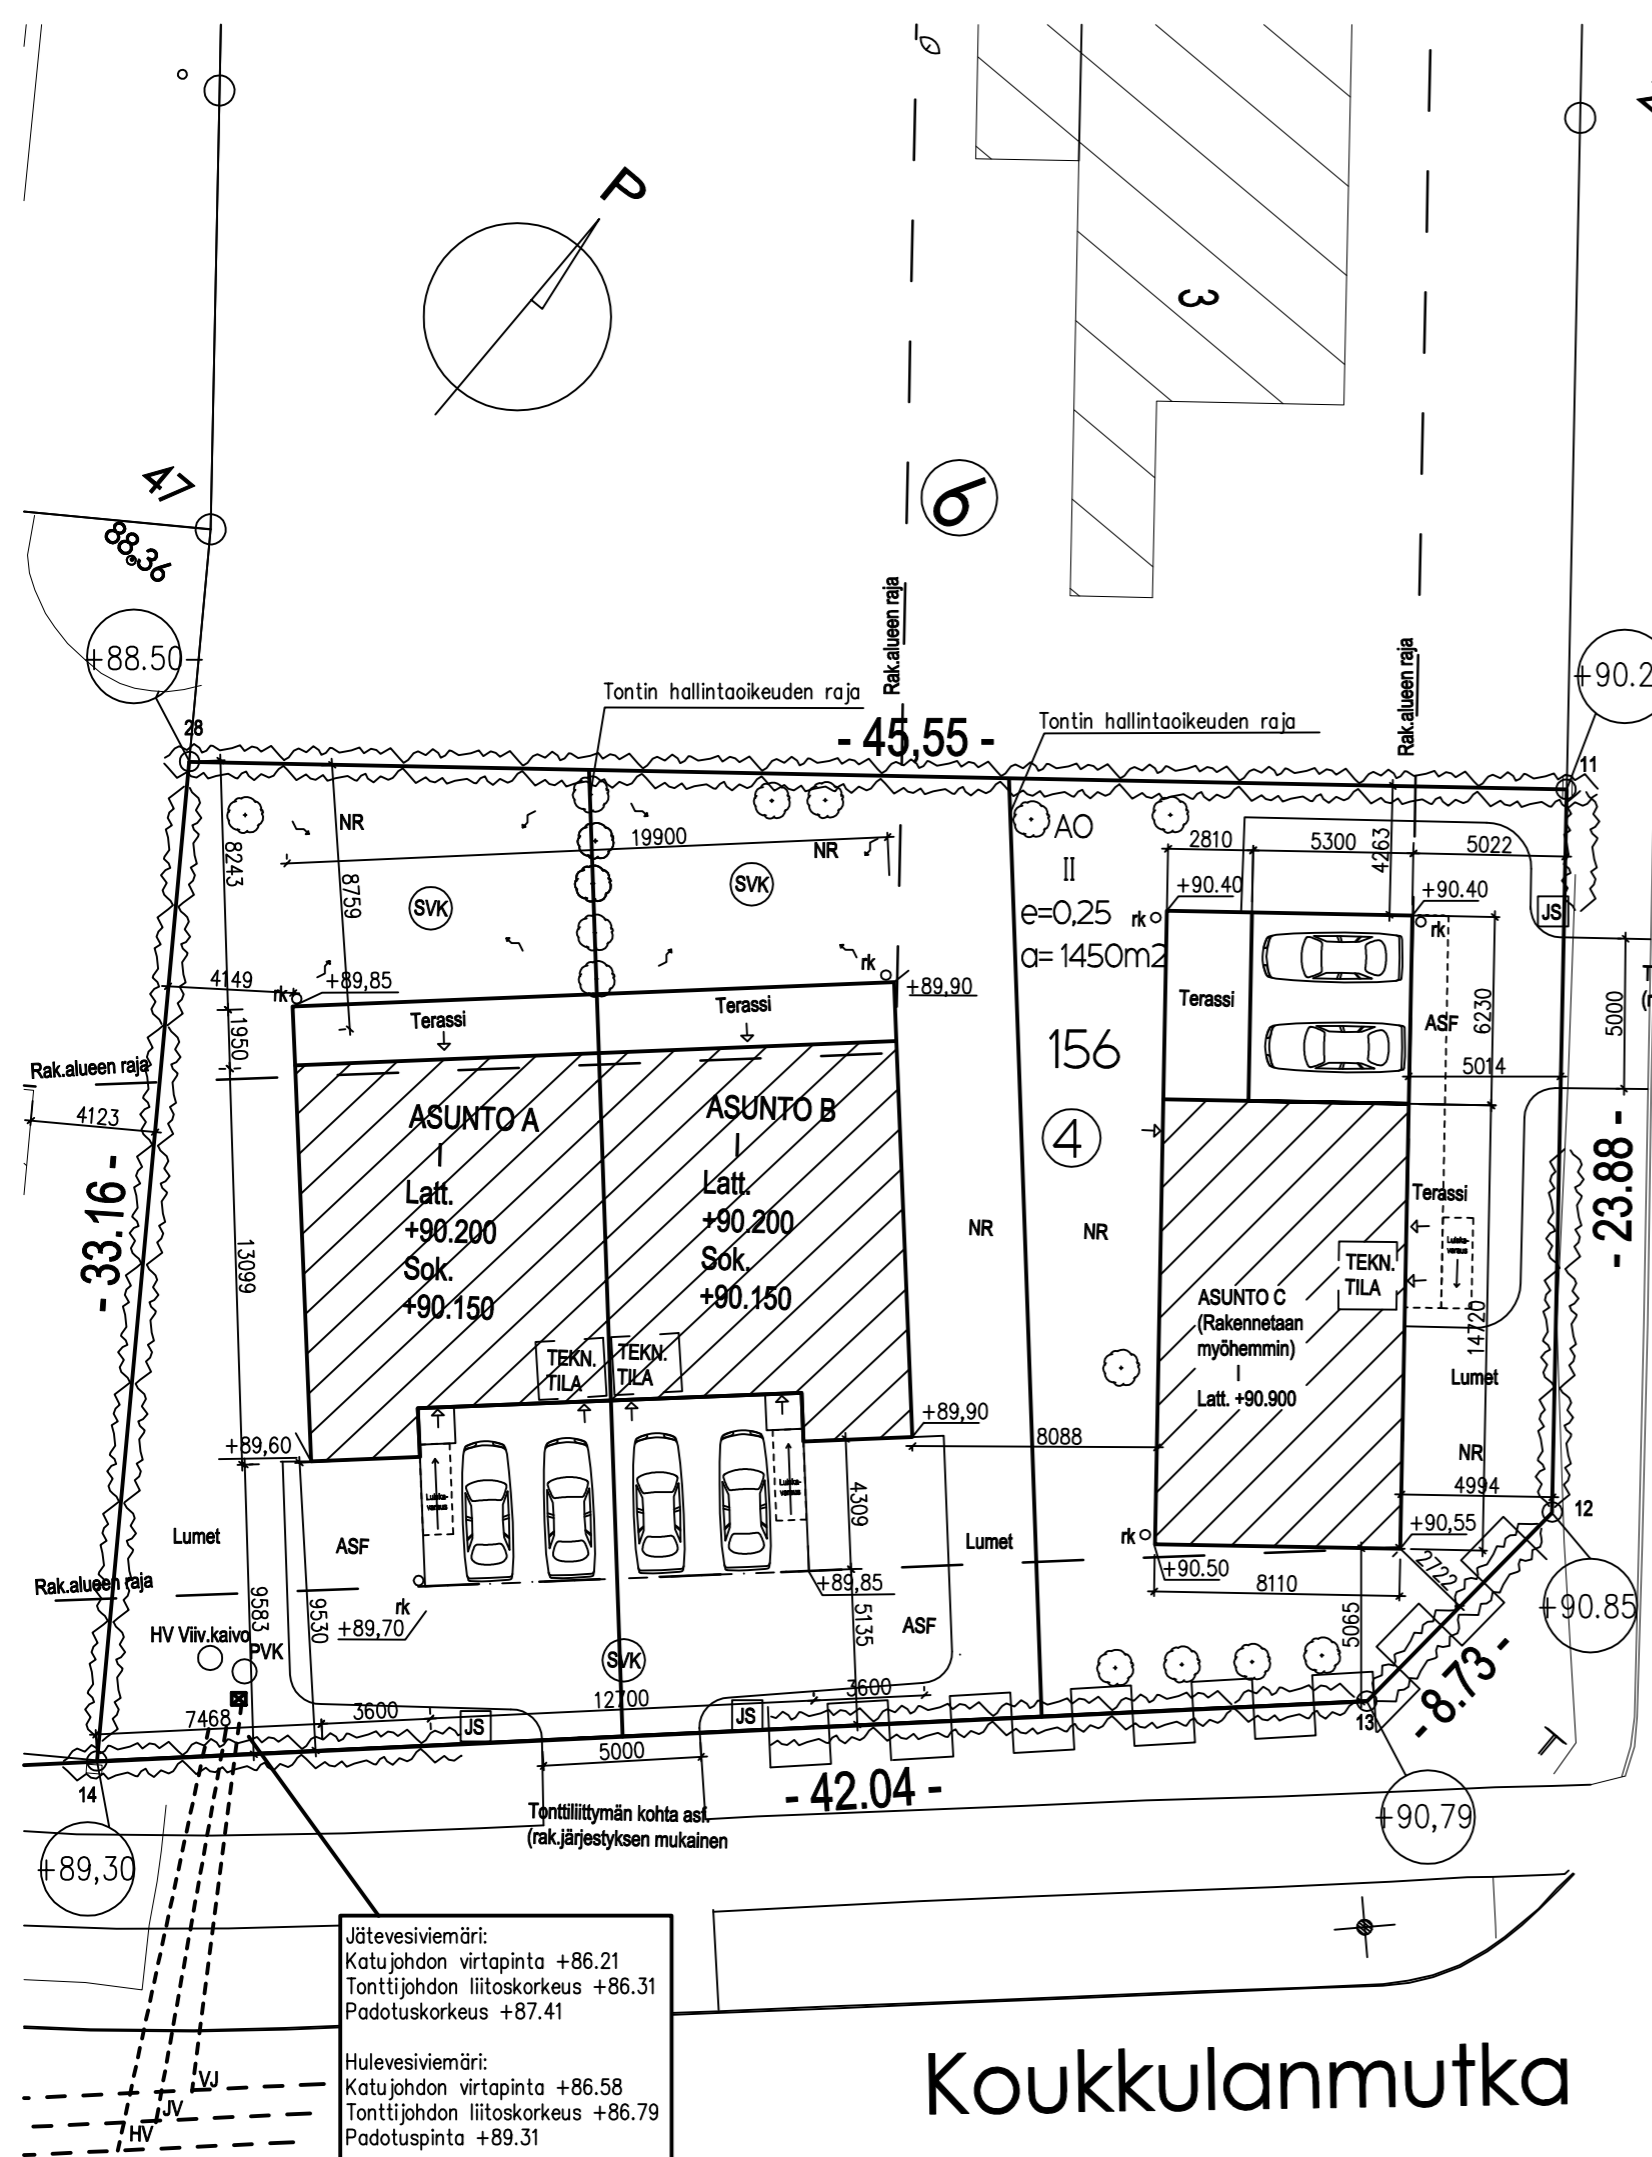 P
3
47
88.36
6
+88.50
28
Rak.alueen raja
Rak.alueen raja
Tontin hallintaoikeuden raja
- 45,55 -
Tontin hallintaoikeuden raja
11
NR
19900
NR
AO
II
e=0,25
a= 1450m2
2810
5300
4263
5022
8243
8759
SVK
SVK
+90.40
+90.40
rk
rk
JS
4149
rk
+89,85
rk
+89,90
Terassi
Terassi
Terassi
ASF
6230
5000
1950
Rak.alueen raja
4123
156
5014
ASUNTO A
I
Latt.
+90.200
Sok.
+90.150
ASUNTO B
I
Latt.
+90.200
Sok.
+90.150
4
- 33.16 -
- 23.88 -
13099
NR
NR
Terassi
Luiska-
varaus
TEKN.
TILA
ASUNTO C
(Rakennetaan
myöhemmin)
I
Latt. +90.900
14720
TEKN.
TILA
TEKN.
TILA
Lumet
+89,60
+89,90
8088
NR
4994
12
Luiska-
varaus
Luiska-
varaus
4309
Lumet
ASF
Lumet
rk
+90,55
+90.50
2722
8110
Rak.alueen raja
+89,85
+90.85
rk
+89,70
9583
9530
5135
ASF
5065
HV Viiv.kaivo
PVK
SVK
7468
3600
12700
3600
JS
JS
13
- 8.73 -
5000
14
- 42.04 -
T
Tonttiliittymän kohta asf.
(rak.järjestyksen mukainen
+89,30
+90,79
Jätevesiviemäri:
Katujohdon virtapinta +86.21
Tonttijohdon liitoskorkeus +86.31
Padotuskorkeus +87.41
Hulevesiviemäri:
Katujohdon virtapinta +86.58
Tonttijohdon liitoskorkeus +86.79
Padotuspinta +89.31
VJ
JV
HV
Koukkulanmutka